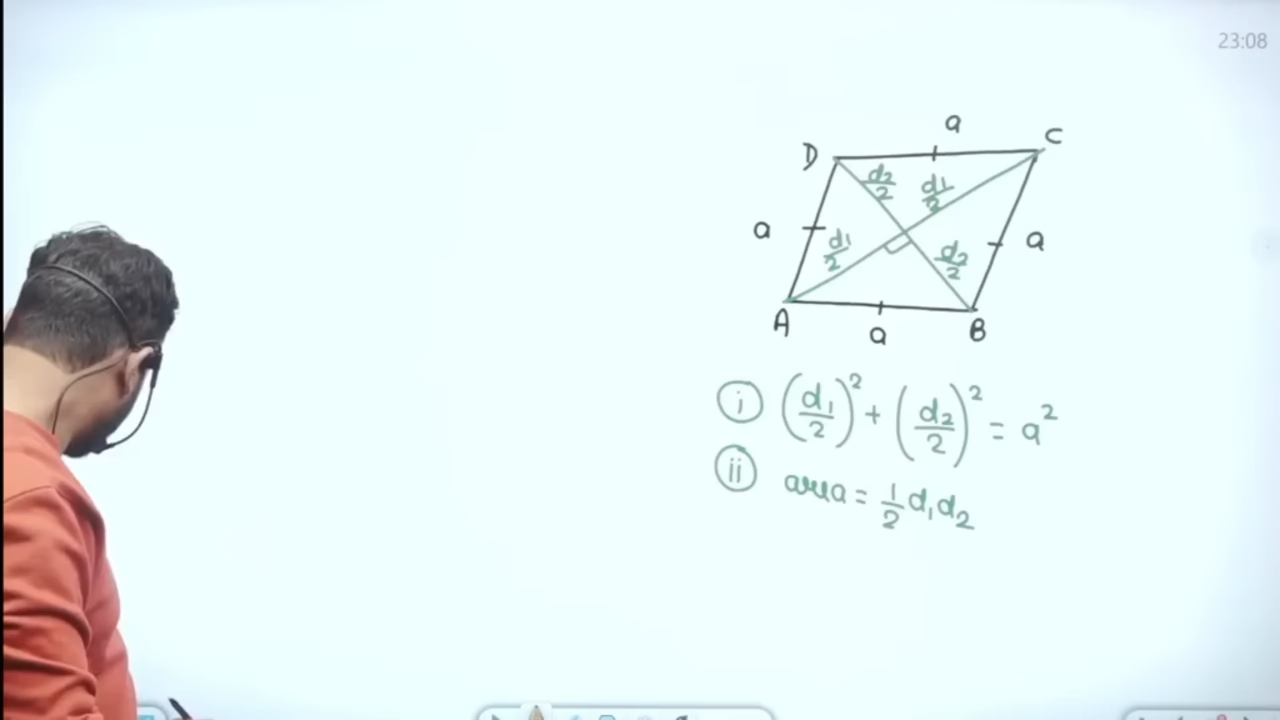 23:08
a
D C
d2/2 d1/2
a a
d1/2 d2/2
A B
a
i (d1/2)² + (d2/2)² = a²
ii area = 1/2 d1d2